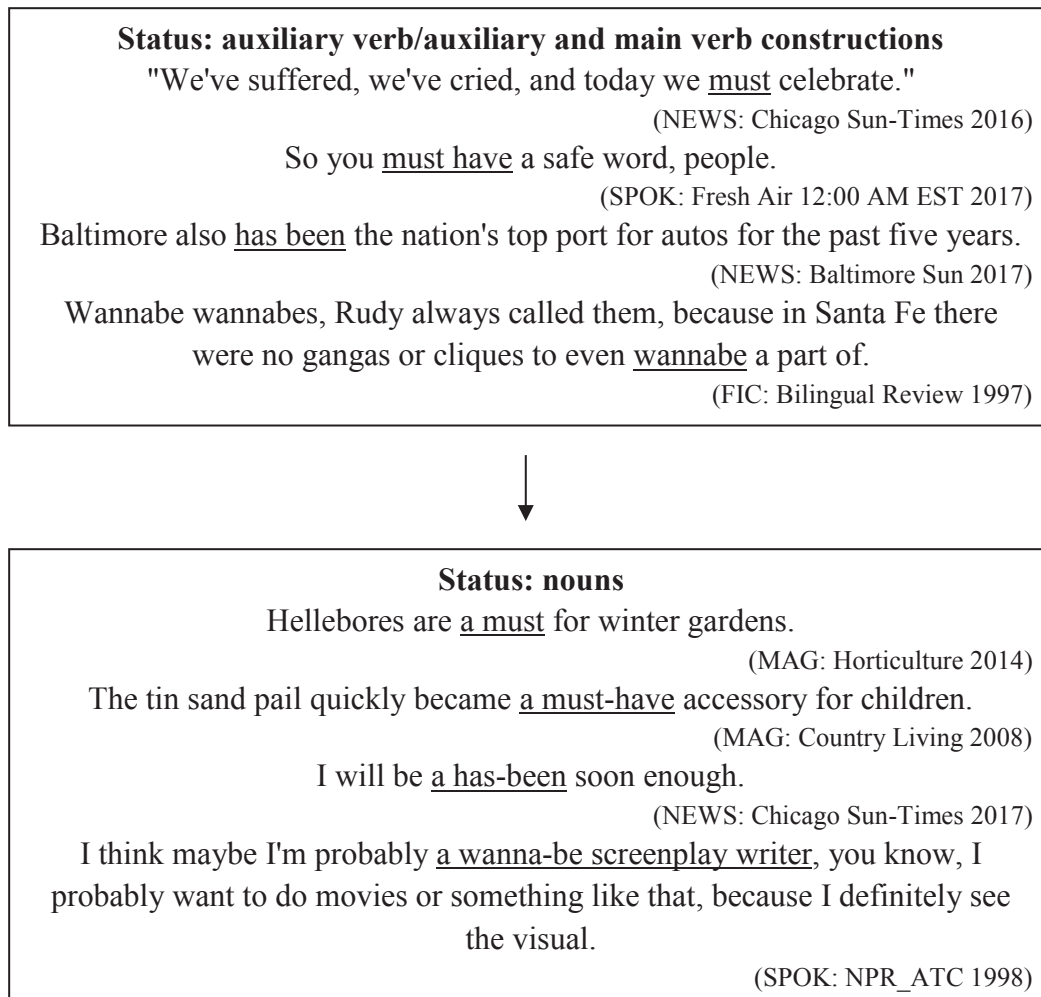 Status: auxiliary verb/auxiliary and main verb constructions
"We've suffered, we've cried, and today we must celebrate."
(NEWS: Chicago Sun-Times 2016)
So you must have a safe word, people.
(SPOK: Fresh Air 12:00 AM EST 2017)
Baltimore also has been the nation's top port for autos for the past five years.
(NEWS: Baltimore Sun 2017)
Wannabe wannabes, Rudy always called them, because in Santa Fe there
were no gangas or cliques to even wannabe a part of.
(FIC: Bilingual Review 1997)
Status: nouns
Hellebores are a must for winter gardens.
(MAG: Horticulture 2014)
The tin sand pail quickly became a must-have accessory for children.
(MAG: Country Living 2008)
I will be a has-been soon enough.
(NEWS: Chicago Sun-Times 2017)
I think maybe I'm probably a wanna-be screenplay writer, you know, I
probably want to do movies or something like that, because I definitely see
the visual.
(SPOK: NPR_ATC 1998)